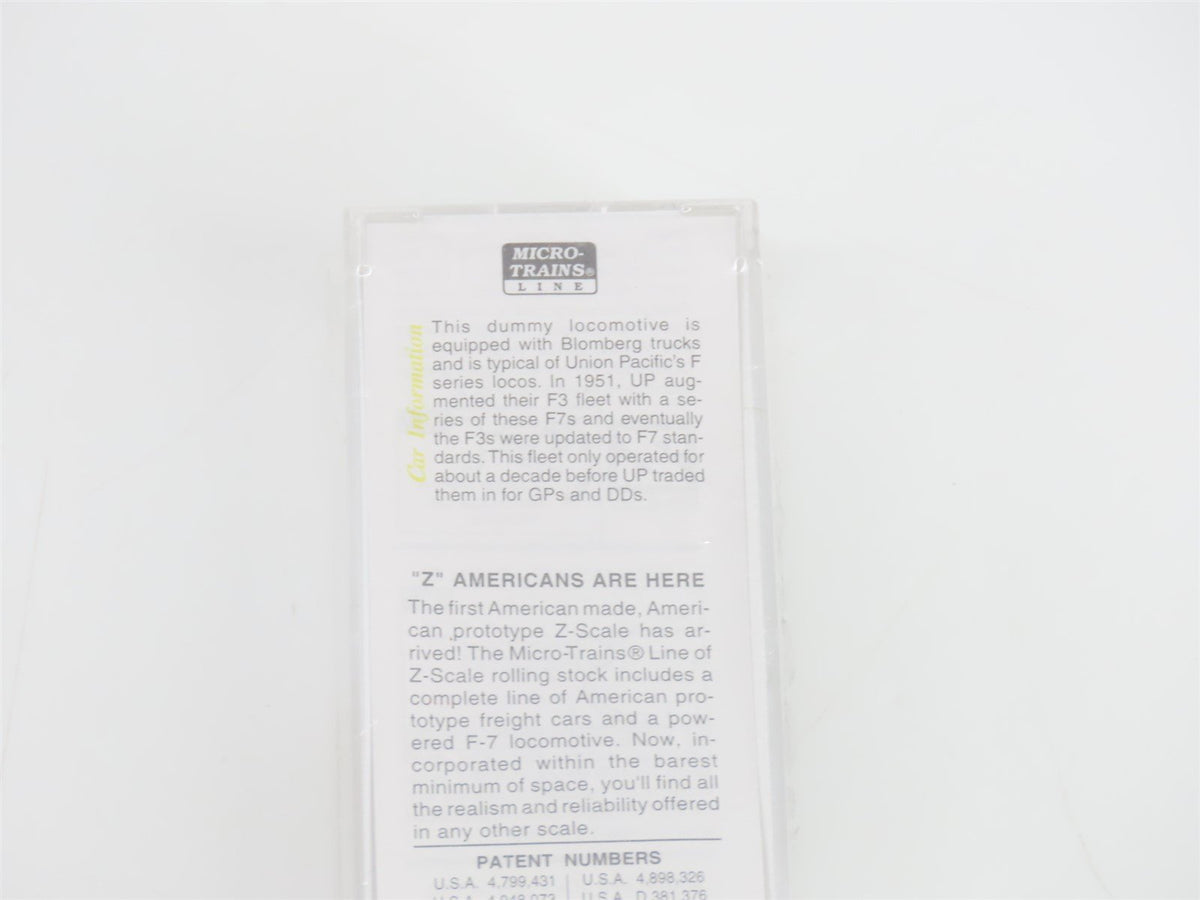 MICRO-
TRAINS®
LINE
Car Information
This dummy locomotive is
equipped with Blomberg trucks
and is typical of Union Pacific's F
series locos. In 1951, UP aug-
mented their F3 fleet with a se-
ries of these F7s and eventually
the F3s were updated to F7 stan-
dards. This fleet only operated for
about a decade before UP traded
them in for GPs and DDs.
"Z" AMERICANS ARE HERE
The first American made, Ameri-
can prototype Z-Scale has ar-
rived! The Micro-Trains® Line of
Z-Scale rolling stock includes a
complete line of American pro-
totype freight cars and a pow-
ered F-7 locomotive. Now, in-
corporated within the barest
minimum of space, you'll find all
the realism and reliability offered
in any other scale.
PATENT NUMBERS
U.S.A. 4,799,431 | U.S.A. 4,898,326
U.S.A. 4,948,073 | U.S.A. D,381,376